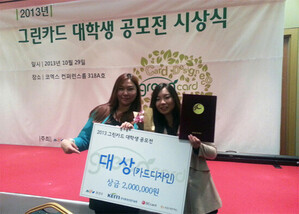 2013년
그린카드 대학생 공모전 시상식
일시 : 2013년 10월 29일
장소 : 코엑스 컨퍼런스룸 318A호
green card
2013 그린카드 대학생 공모전
대 상 (카드디자인)
상금 2,000,000원